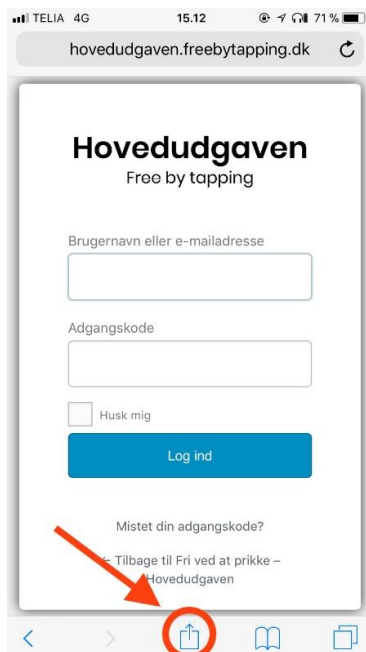 TELIA 4G 15.12 71 %
hovedudgaven.freebytapping.dk
Hovedudgaven
Free by tapping
Brugernavn eller e-mailadresse
Adgangskode
Husk mig
Log ind
Mistet din adgangskode?
← Tilbage til Fri ved at prikke –
Hovedudgaven